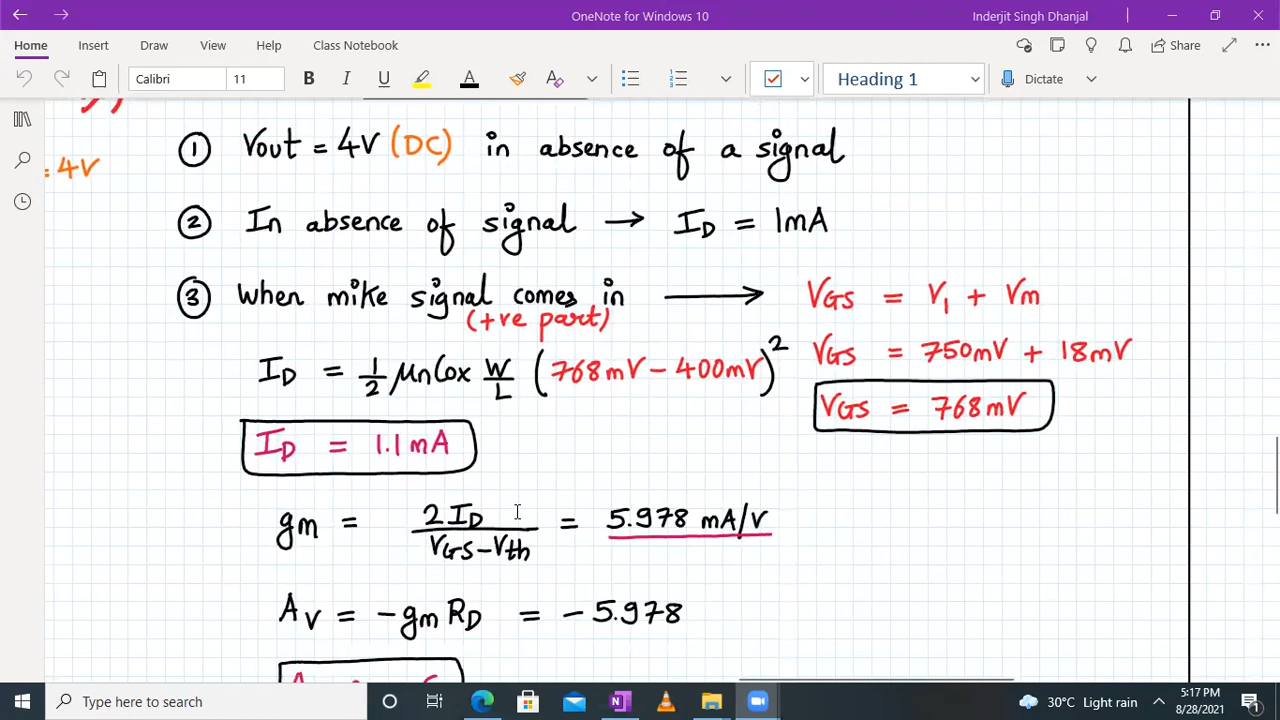 OneNote for Windows 10
Inderjit Singh Dhanjal
Home Insert Draw View Help Class Notebook
Share
Calibri 11 B I U A Heading 1 Dictate
= 4V
① Vout = 4V (DC) in absence of a signal
② In absence of signal → ID = 1mA
③ When mike signal comes in → VGS = V1 + Vm
(+ve part)
VGS = 750mV + 18mV
ID = 1/2 μnCox W/L (768mV - 400mV)²
VGS = 768mV
ID = 1.1mA
gm = 2ID / VGS-Vth = 5.978 mA/V
AV = -gm RD = -5.978
Type here to search
30°C Light rain
5:17 PM
8/28/2021
1